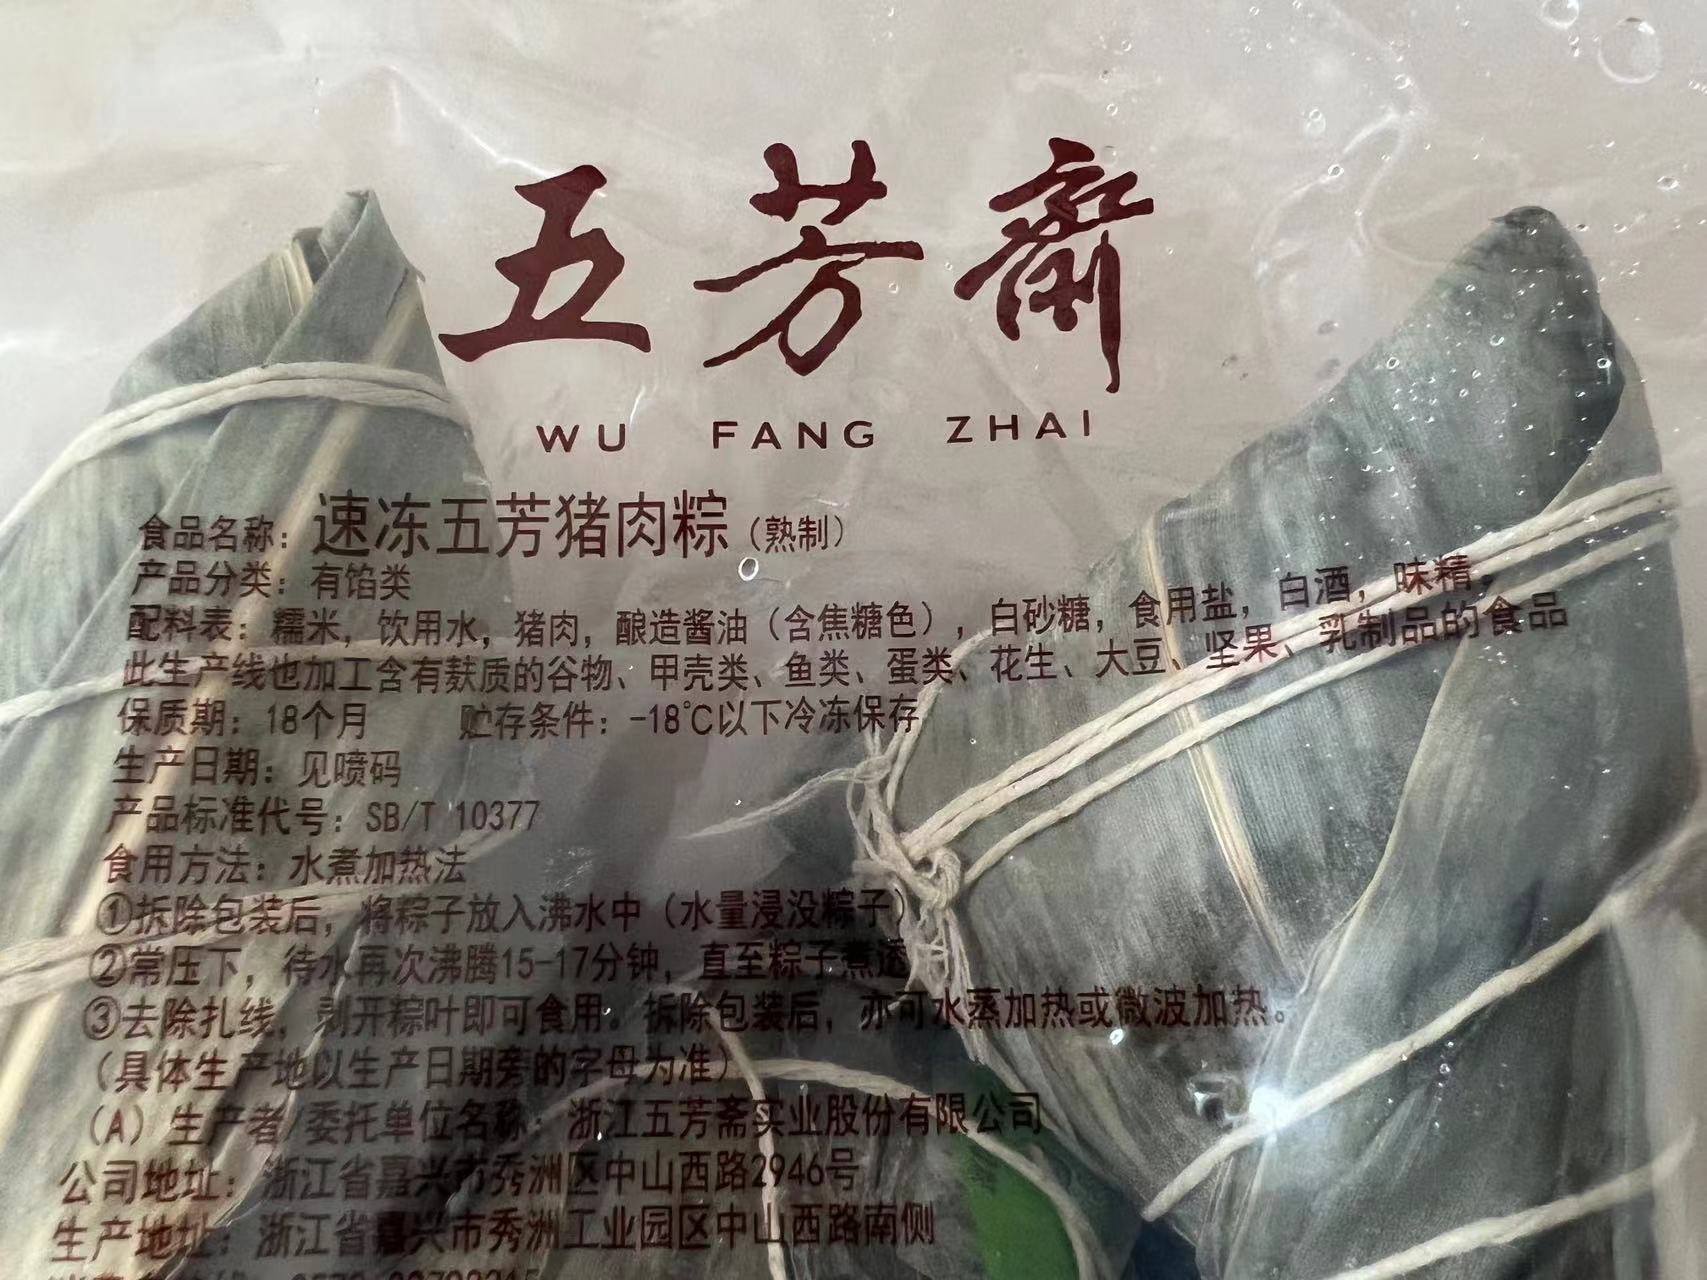 五芳斋
WU FANG ZHAI
食品名称：速冻五芳猪肉粽（熟制）
产品分类：有馅类
配料表：糯米，饮用水，猪肉，酿造酱油（含焦糖色），白砂糖，食用盐，白酒，味精。
此生产线也加工含有麸质的谷物、甲壳类、鱼类、蛋类、花生、大豆、坚果、乳制品的食品
保质期：18个月 贮存条件：-18℃以下冷冻保存
生产日期：见喷码
产品标准代号：SB/T 10377
食用方法：水煮加热法
①拆除包装后，将粽子放入沸水中（水量浸没粽子）
②常压下，待水再次沸腾15-17分钟，直至粽子煮透
③去除扎线，剥开粽叶即可食用。拆除包装后，亦可水蒸加热或微波加热。
（具体生产地以生产日期旁的字母为准）
（A）生产者/委托单位名称：浙江五芳斋实业股份有限公司
公司地址：浙江省嘉兴市秀洲区中山西路2946号
生产地址：浙江省嘉兴市秀洲工业园区中山西路南侧